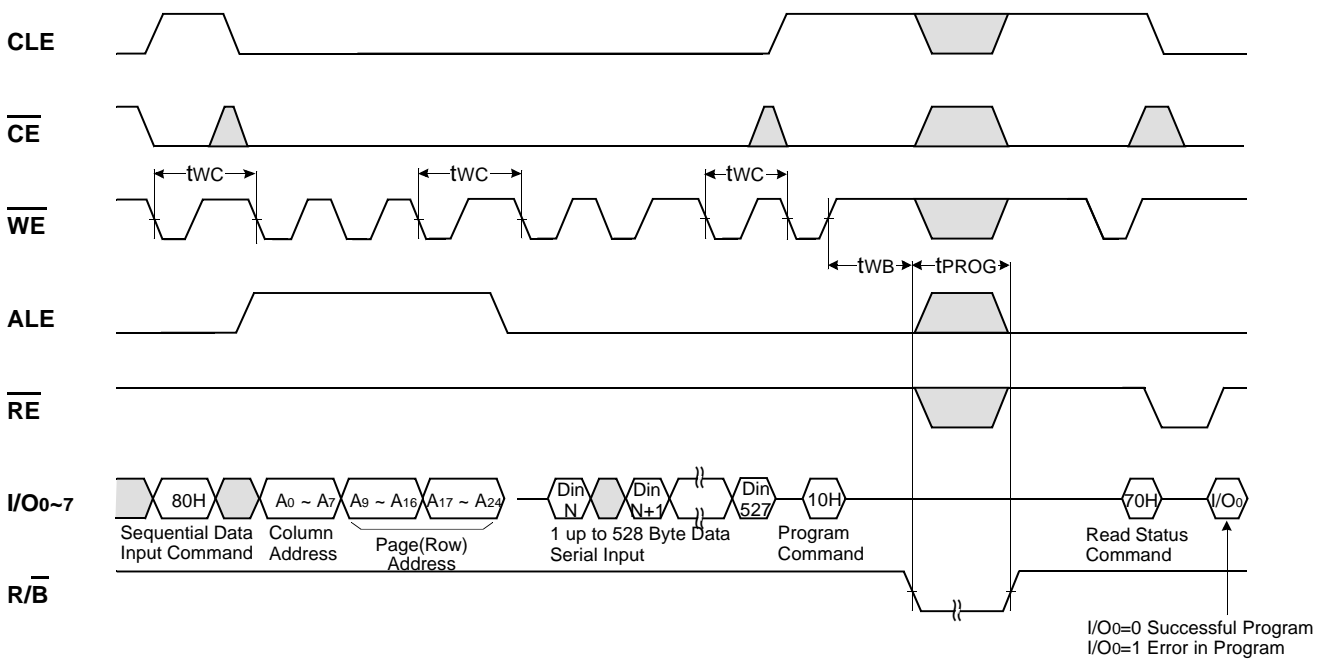 CLE
CE
tWC
tWC
tWC
WE
tWB
tPROG
ALE
RE
I/O0~7
80H
A0 ~ A7
A9 ~ A16
A17 ~ A24
Din
N
Din
N+1
Din
527
10H
70H
I/O0
Sequential Data
Input Command
Column
Address
Page(Row)
Address
1 up to 528 Byte Data
Serial Input
Program
Command
Read Status
Command
R/B
I/O0=0 Successful Program
I/O0=1 Error in Program